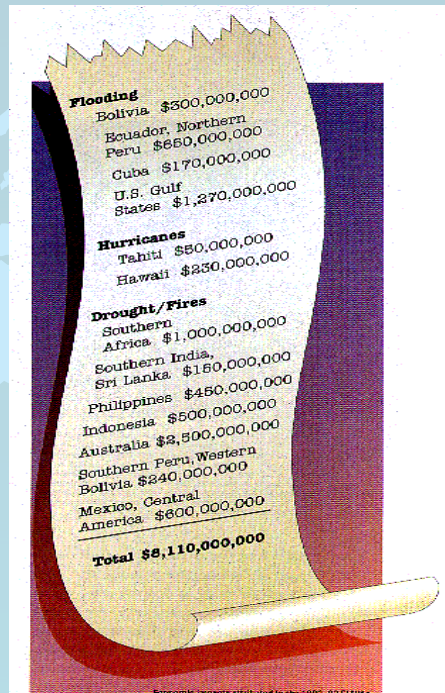 Flooding
Bolivia $300,000,000
Ecuador, Northern
Peru $650,000,000
Cuba $170,000,000
U.S. Gulf
States $1,270,000,000
Hurricanes
Tahiti $50,000,000
Hawaii $230,000,000
Drought/Fires
Southern
Africa $1,000,000,000
Southern India,
Sri Lanka $150,000,000
Philippines $450,000,000
Indonesia $500,000,000
Australia $2,500,000,000
Southern Peru, Western
Bolivia $240,000,000
Mexico, Central
America $600,000,000
Total $8,110,000,000